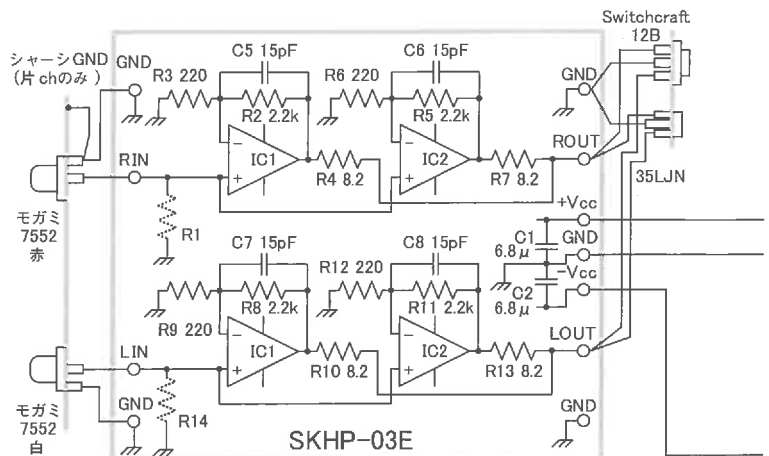 Switchcraft
12B
シャーシGND
(片chのみ)
GND
R3 220
C5 15pF
R2 2.2k
IC1
R4 8.2
R6 220
C6 15pF
R5 2.2k
IC2
R7 8.2
GND
ROUT
35LJN
RIN
R1
モガミ
7552
赤
+Vcc
C1
6.8μ
GND
-Vcc
C2
6.8μ
C7 15pF
R8 2.2k
R9 220
IC1
R10 8.2
R12 220
C8 15pF
R11 2.2k
IC2
R13 8.2
LOUT
LIN
R14
GND
モガミ
7552
白
GND
SKHP-03E